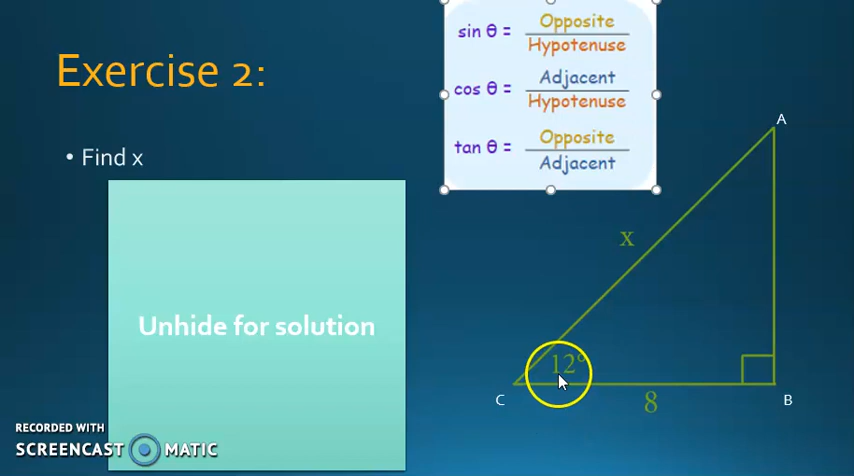 Exercise 2:
• Find x
Unhide for solution
sin θ = Opposite
Hypotenuse
cos θ = Adjacent
Hypotenuse
tan θ = Opposite
Adjacent
A
x
12°
C
8
B
RECORDED WITH
SCREENCAST MATIC